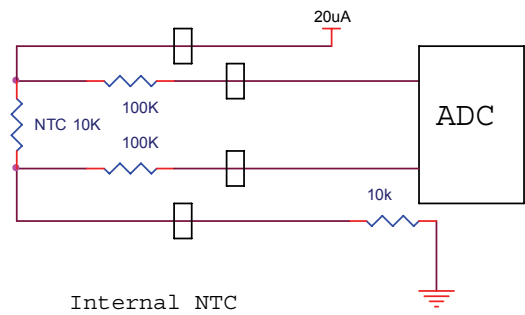 20uA
100K
ADC
NTC 10K
100K
10k
Internal NTC